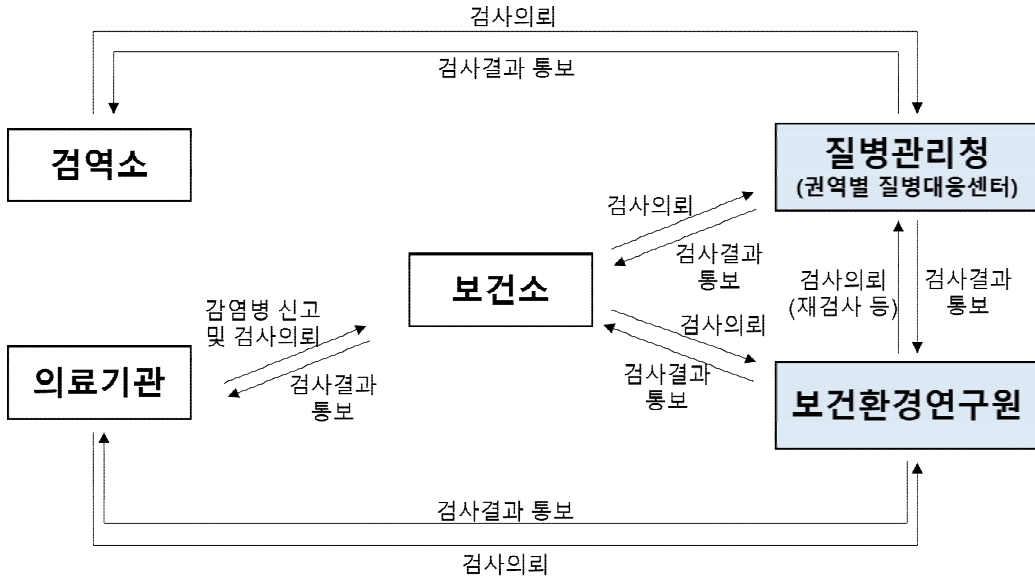 검사의뢰
검사결과 통보
검역소
질병관리청
(권역별 질병대응센터)
검사의뢰
검사결과
통보
보건소
검사의뢰
(재검사 등)
검사결과
통보
감염병 신고
및 검사의뢰
검사의뢰
의료기관
검사결과
통보
검사결과
통보
보건환경연구원
검사결과 통보
검사의뢰